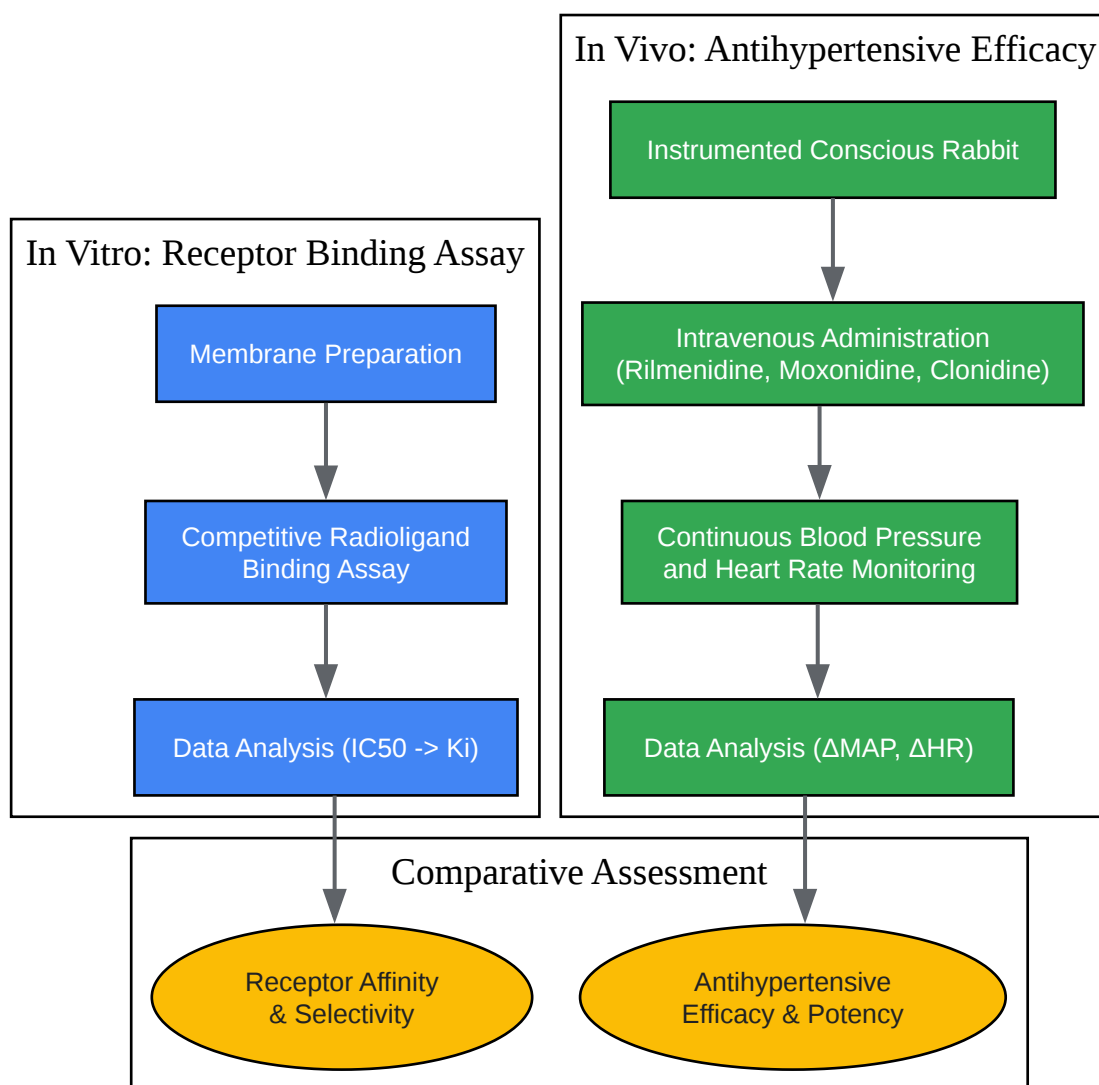 In Vivo: Antihypertensive Efficacy
Instrumented Conscious Rabbit
Intravenous Administration
(Rilmenidine, Moxonidine, Clonidine)
Continuous Blood Pressure
and Heart Rate Monitoring
Data Analysis (ΔMAP, ΔHR)
In Vitro: Receptor Binding Assay
Membrane Preparation
Competitive Radioligand
Binding Assay
Data Analysis (IC50 -> Ki)
Comparative Assessment
Receptor Affinity
& Selectivity
Antihypertensive
Efficacy & Potency